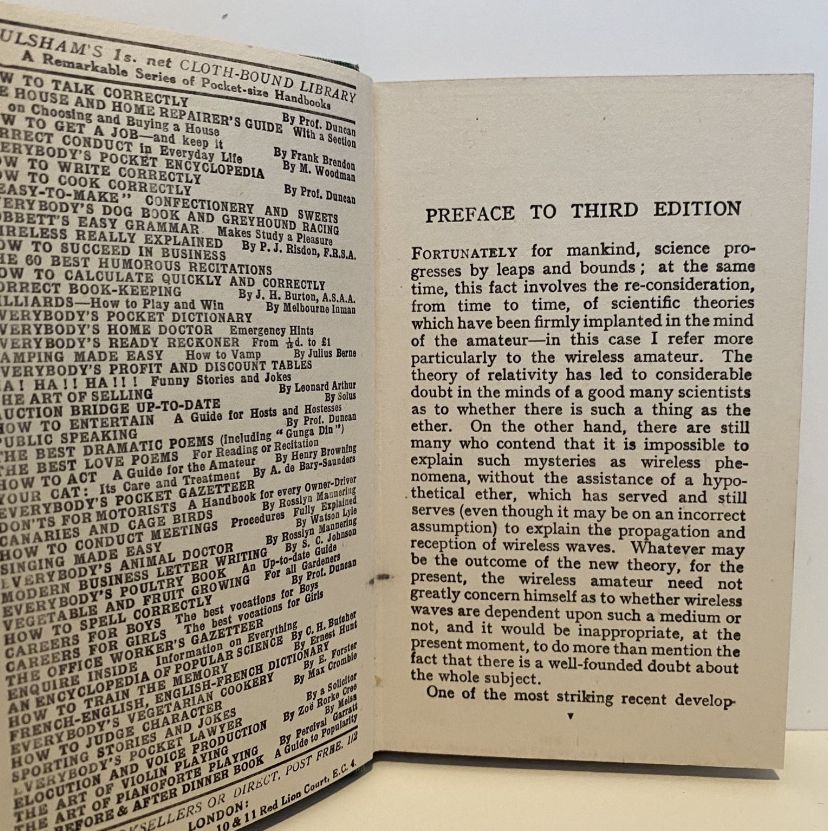 ULSHAM'S 1s. net CLOTH-BOUND LIBRARY
A Remarkable Series of Pocket-size Handbooks
W TO TALK CORRECTLY By Prof. Duncan
E HOUSE AND HOME REPAIRER'S GUIDE With a Section
on Choosing and Buying a House
W TO GET A JOB—and keep it By Frank Brendon
RRECT CONDUCT in Everyday Life By M. Woodman
ERYBODY'S POCKET ENCYCLOPEDIA
OW TO WRITE CORRECTLY By Prof. Duncan
OW TO COOK CORRECTLY
EASY-TO-MAKE" CONFECTIONERY AND SWEETS
VERYBODY'S DOG BOOK AND GREYHOUND RACING
OBBETT'S EASY GRAMMAR Makes Study a Pleasure
IRELESS REALLY EXPLAINED By P. J. Risdon, F.R.S.A.
OW TO SUCCEED IN BUSINESS
HE 60 BEST HUMOROUS RECITATIONS
OW TO CALCULATE QUICKLY AND CORRECTLY
ORRECT BOOK-KEEPING By J. H. Burton, A.S.A.A.
ILLIARDS—How to Play and Win By Melbourne Inman
VERYBODY'S POCKET DICTIONARY
VERYBODY'S HOME DOCTOR Emergency Hints
VERYBODY'S READY RECKONER From d. to £1
AMPING MADE EASY How to Vamp By Julius Berne
VERYBODY'S PROFIT AND DISCOUNT TABLES
A! HA!! HA!!! Funny Stories and Jokes
HE ART OF SELLING By Leonard Arthur
AUCTION BRIDGE UP-TO-DATE By Solus
HOW TO ENTERTAIN A Guide for Hosts and Hostesses
PUBLIC SPEAKING By Prof. Duncan
THE BEST DRAMATIC POEMS (including "Gunga Din")
THE BEST LOVE POEMS For Reading or Recitation
HOW TO ACT A Guide for the Amateur By Henry Browning
YOUR CAT: Its Care and Treatment By A. de Bary-Saunders
EVERYBODY'S POCKET GAZETTEER
DON'TS FOR MOTORISTS A Handbook for every Owner-Driver
CANARIES AND CAGE BIRDS By Rosslyn Mannering
HOW TO CONDUCT MEETINGS Procedures Fully Explained
SINGING MADE EASY By Watson Lyle
EVERYBODY'S ANIMAL DOCTOR By Rosslyn Mannering
MODERN BUSINESS LETTER WRITING By S. C. Johnson
EVERYBODY'S POULTRY BOOK An Up-to-date Guide
VEGETABLE AND FRUIT GROWING For all Gardeners
HOW TO SPELL CORRECTLY By Prof. Duncan
CAREERS FOR BOYS The best vocations for Boys
CAREERS FOR GIRLS The best vocations for Girls
THE OFFICE WORKER'S GAZETTEER
ENQUIRE INSIDE Information on Everything
AN ENCYCLOPEDIA OF POPULAR SCIENCE By C. H. Butcher
HOW TO TRAIN THE MEMORY By Ernest Hunt
FRENCH-ENGLISH, ENGLISH-FRENCH DICTIONARY
EVERYBODY'S VEGETARIAN COOKERY By E. Forster
HOW TO JUDGE CHARACTER By Max Crombie
SPORTING STORIES AND JOKES
EVERYBODY'S POCKET LAWYER By a Solicitor
ELOCUTION AND VOICE PRODUCTION By Zoë Rorke Cree
THE ART OF VIOLIN PLAYING By Melsa
THE ART OF PIANOFORTE PLAYING By Percival Garratt
BEFORE & AFTER DINNER BOOK A Guide to Popularity
KSELLERS OR DIRECT, POST FREE, 1/2
LONDON:
10 & 11 Red Lion Court, E.C. 4.
PREFACE TO THIRD EDITION
FORTUNATELY for mankind, science pro-
gresses by leaps and bounds; at the same
time, this fact involves the re-consideration,
from time to time, of scientific theories
which have been firmly implanted in the mind
of the amateur—in this case I refer more
particularly to the wireless amateur. The
theory of relativity has led to considerable
doubt in the minds of a good many scientists
as to whether there is such a thing as the
ether. On the other hand, there are still
many who contend that it is impossible to
explain such mysteries as wireless phe-
nomena, without the assistance of a hypo-
thetical ether, which has served and still
serves (even though it may be on an incorrect
assumption) to explain the propagation and
reception of wireless waves. Whatever may
be the outcome of the new theory, for the
present, the wireless amateur need not
greatly concern himself as to whether wireless
waves are dependent upon such a medium or
not, and it would be inappropriate, at the
present moment, to do more than mention the
fact that there is a well-founded doubt about
the whole subject.
One of the most striking recent develop-
v